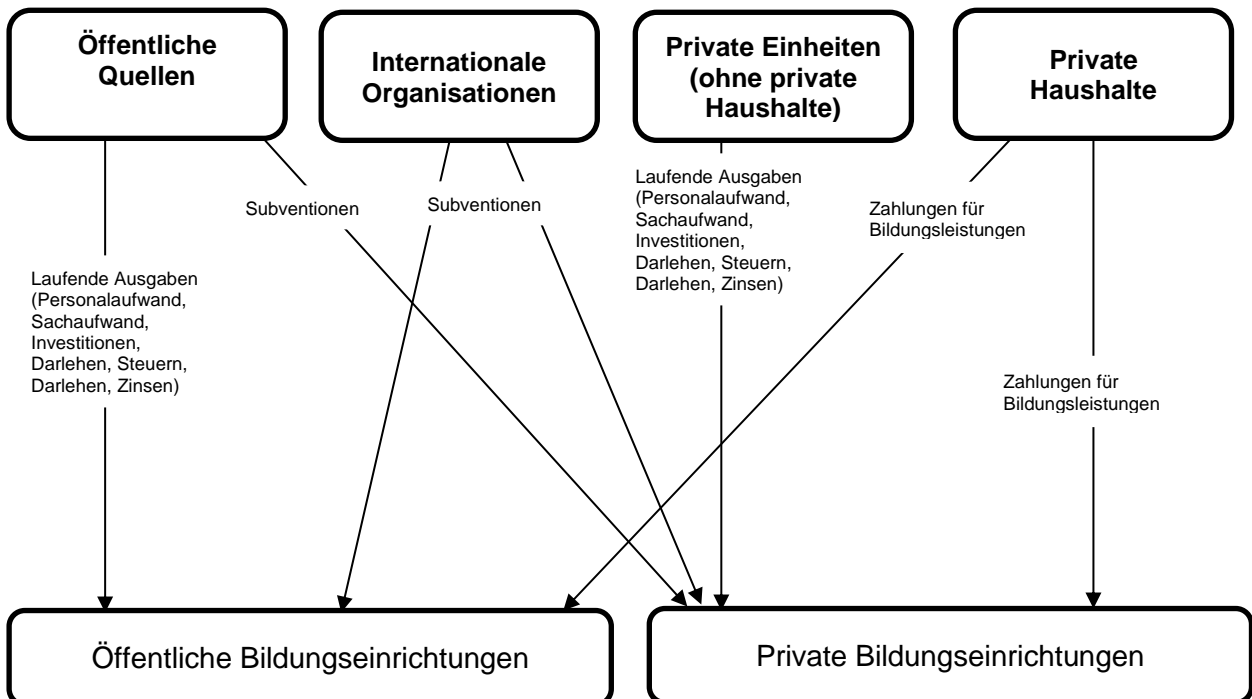 Öffentliche
Quellen
Internationale
Organisationen
Private Einheiten
(ohne private
Haushalte)
Private
Haushalte
Subventionen
Subventionen
Laufende Ausgaben
(Personalaufwand,
Sachaufwand,
Investitionen,
Darlehen, Steuern,
Darlehen, Zinsen)
Zahlungen für
Bildungsleistungen
Laufende Ausgaben
(Personalaufwand,
Sachaufwand,
Investitionen,
Darlehen, Steuern,
Darlehen, Zinsen)
Zahlungen für
Bildungsleistungen
Öffentliche Bildungseinrichtungen
Private Bildungseinrichtungen